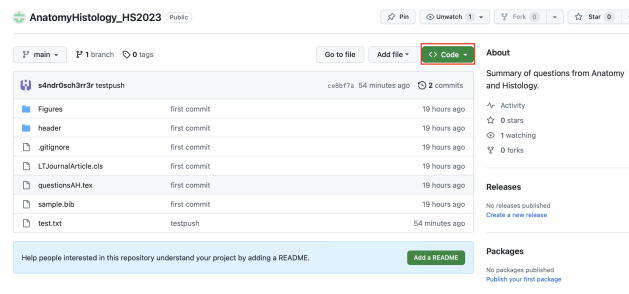 AnatomyHistology_HS2023 Public
Pin Unwatch 1 Fork 0 Star 0
main 1 branch 0 tags Go to file Add file <> Code
s4ndr0sch3rr3r testpush ce8bf7a 54 minutes ago 2 commits
Figures first commit 19 hours ago
header first commit 19 hours ago
.gitignore first commit 19 hours ago
LTJournalArticle.cls first commit 19 hours ago
questionsAH.tex first commit 19 hours ago
sample.bib first commit 19 hours ago
test.txt testpush 54 minutes ago
Help people interested in this repository understand your project by adding a README. Add a README
About
Summary of questions from Anatomy
and Histology.
Activity
0 stars
1 watching
0 forks
Releases
No releases published
Create a new release
Packages
No packages published
Publish your first package